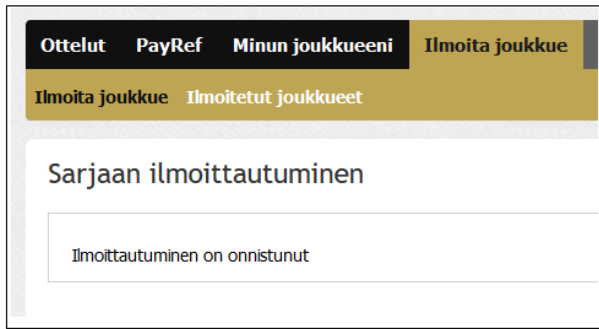 Ottelut PayRef Minun joukkueeni Ilmoita joukkue
Ilmoita joukkue Ilmoitetut joukkueet
Sarjaan ilmoittautuminen
Ilmoittautuminen on onnistunut